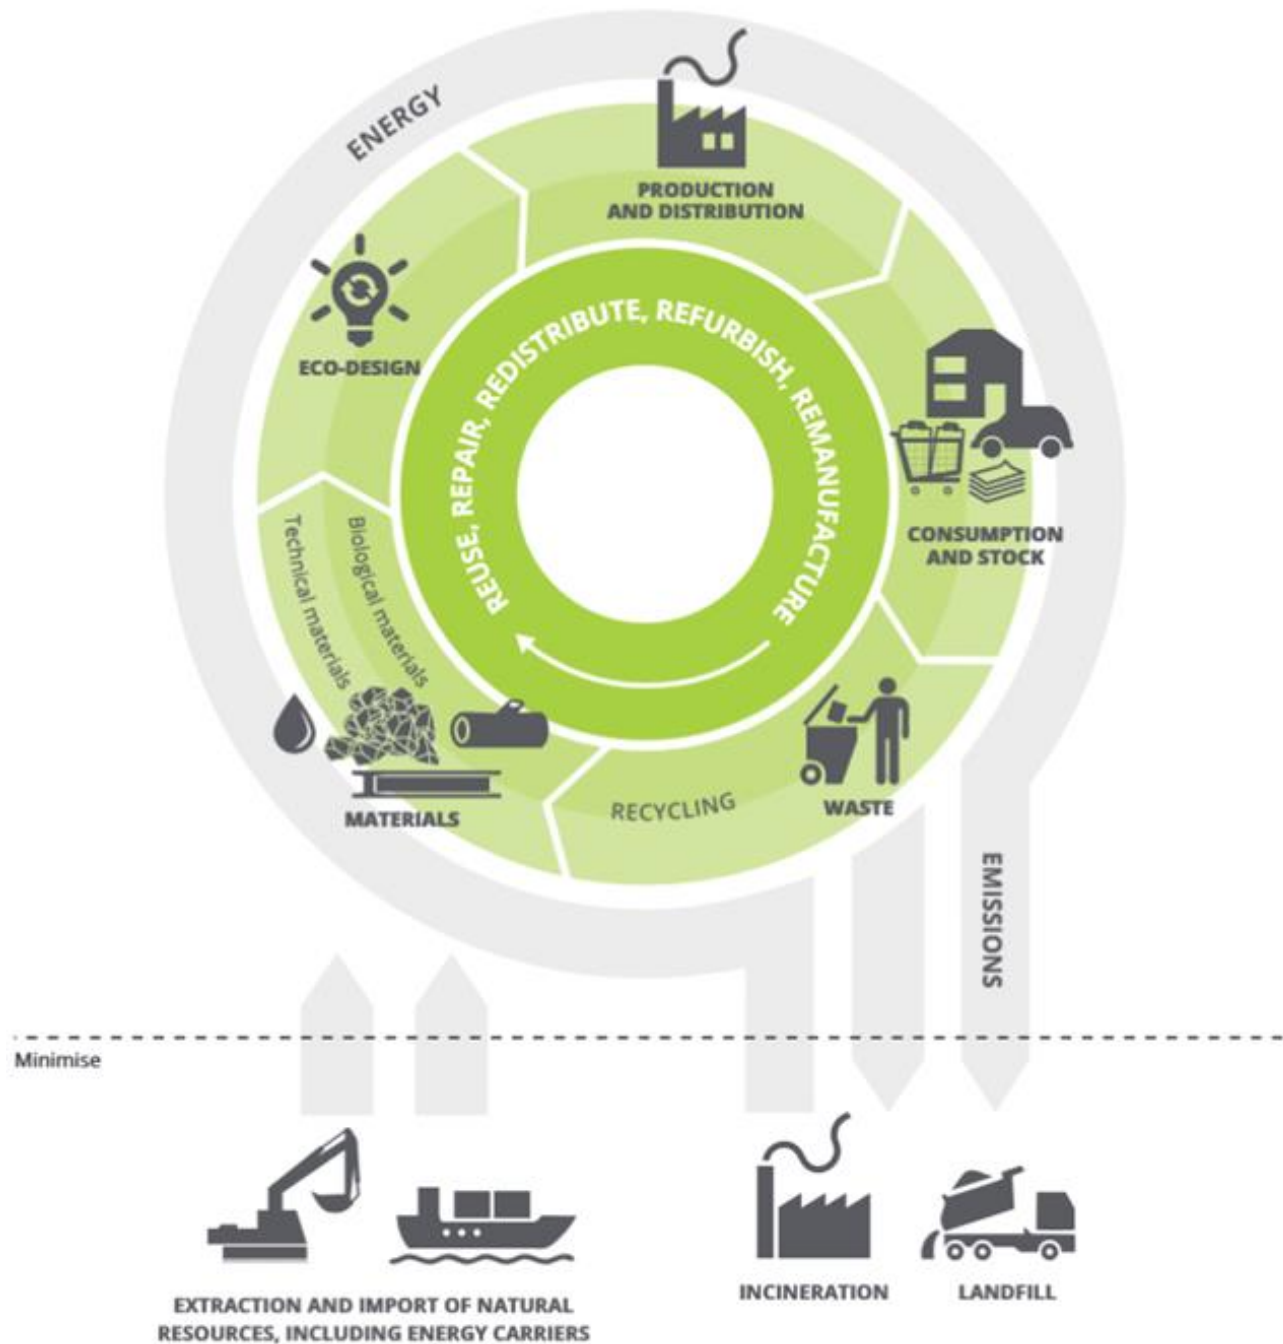 ENERGY
PRODUCTION
AND DISTRIBUTION
ECO-DESIGN
REUSE, REPAIR, REDISTRIBUTE, REFURBISH, REMANUFACTURE
CONSUMPTION
AND STOCK
Technical materials
Biological materials
MATERIALS
RECYCLING
WASTE
EMISSIONS
Minimise
EXTRACTION AND IMPORT OF NATURAL
RESOURCES, INCLUDING ENERGY CARRIERS
INCINERATION
LANDFILL